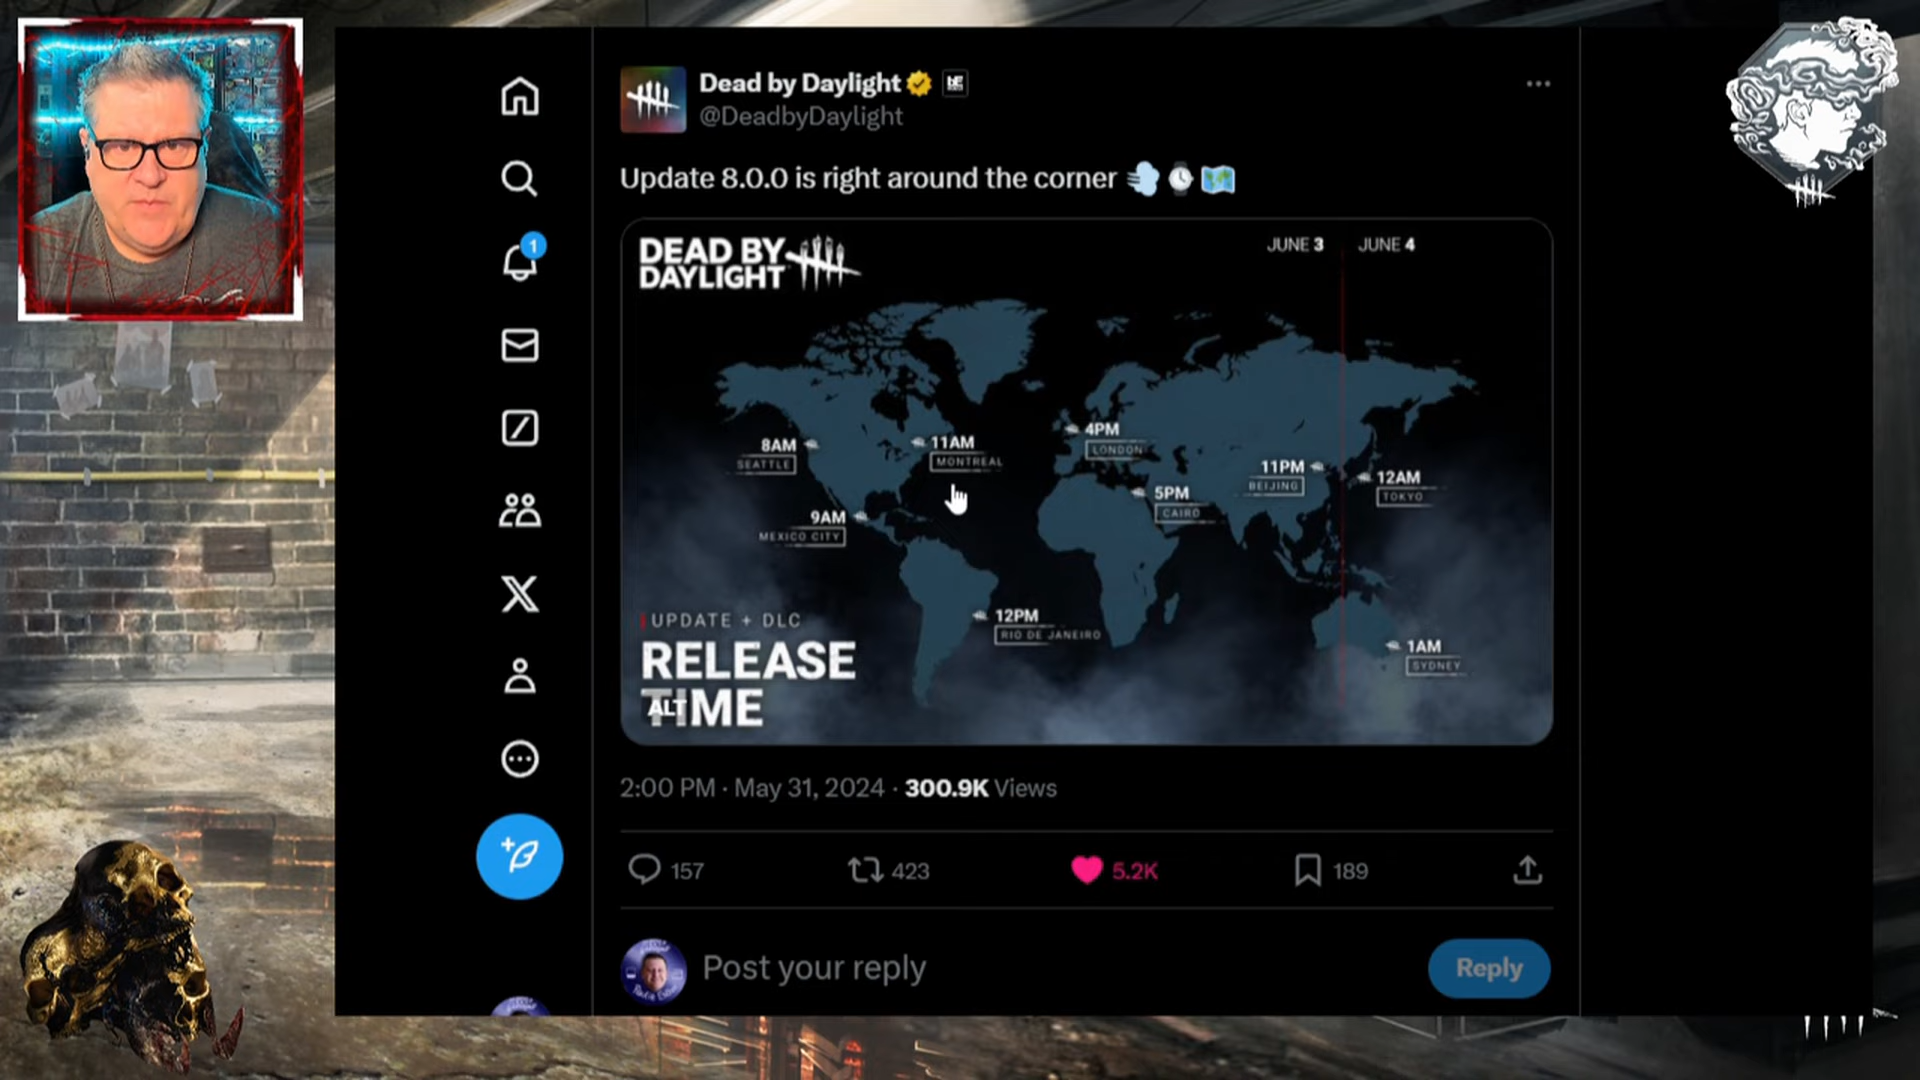 Dead by Daylight
@DeadbyDaylight
Update 8.0.0 is right around the corner
DEAD BY
DAYLIGHT
JUNE 3
JUNE 4
8AM
SEATTLE
11AM
MONTREAL
4PM
LONDON
11PM
BEIJING
12AM
TOKYO
5PM
CAIRO
9AM
MEXICO CITY
12PM
RIO DE JANEIRO
1AM
SYDNEY
UPDATE + DLC
RELEASE
TIME
ALT
2:00 PM · May 31, 2024 · 300.9K Views
157
423
5.2K
189
1
Post your reply
Reply